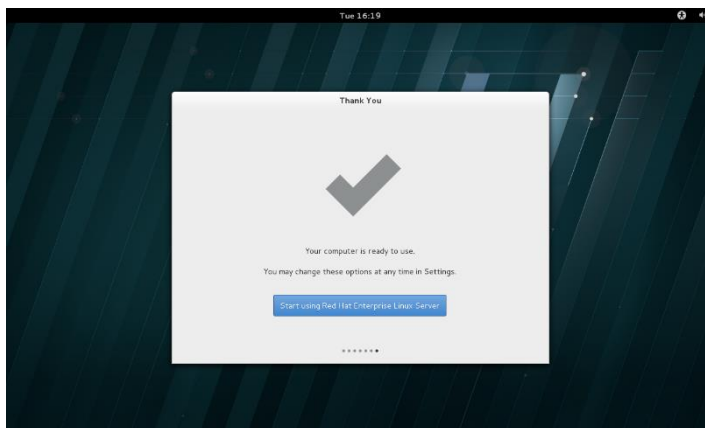 Tue 16:19
Thank You
Your computer is ready to use.
You may change these options at any time in Settings.
Start using Red Hat Enterprise Linux Server